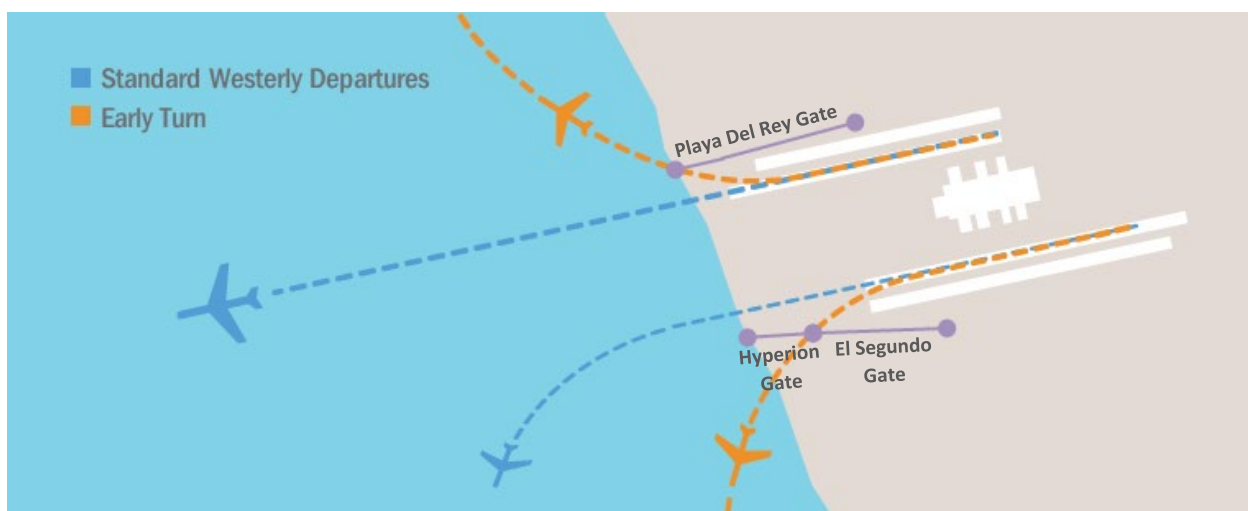 Standard Westerly Departures
Early Turn
Playa Del Rey Gate
Hyperion
Gate
El Segundo
Gate